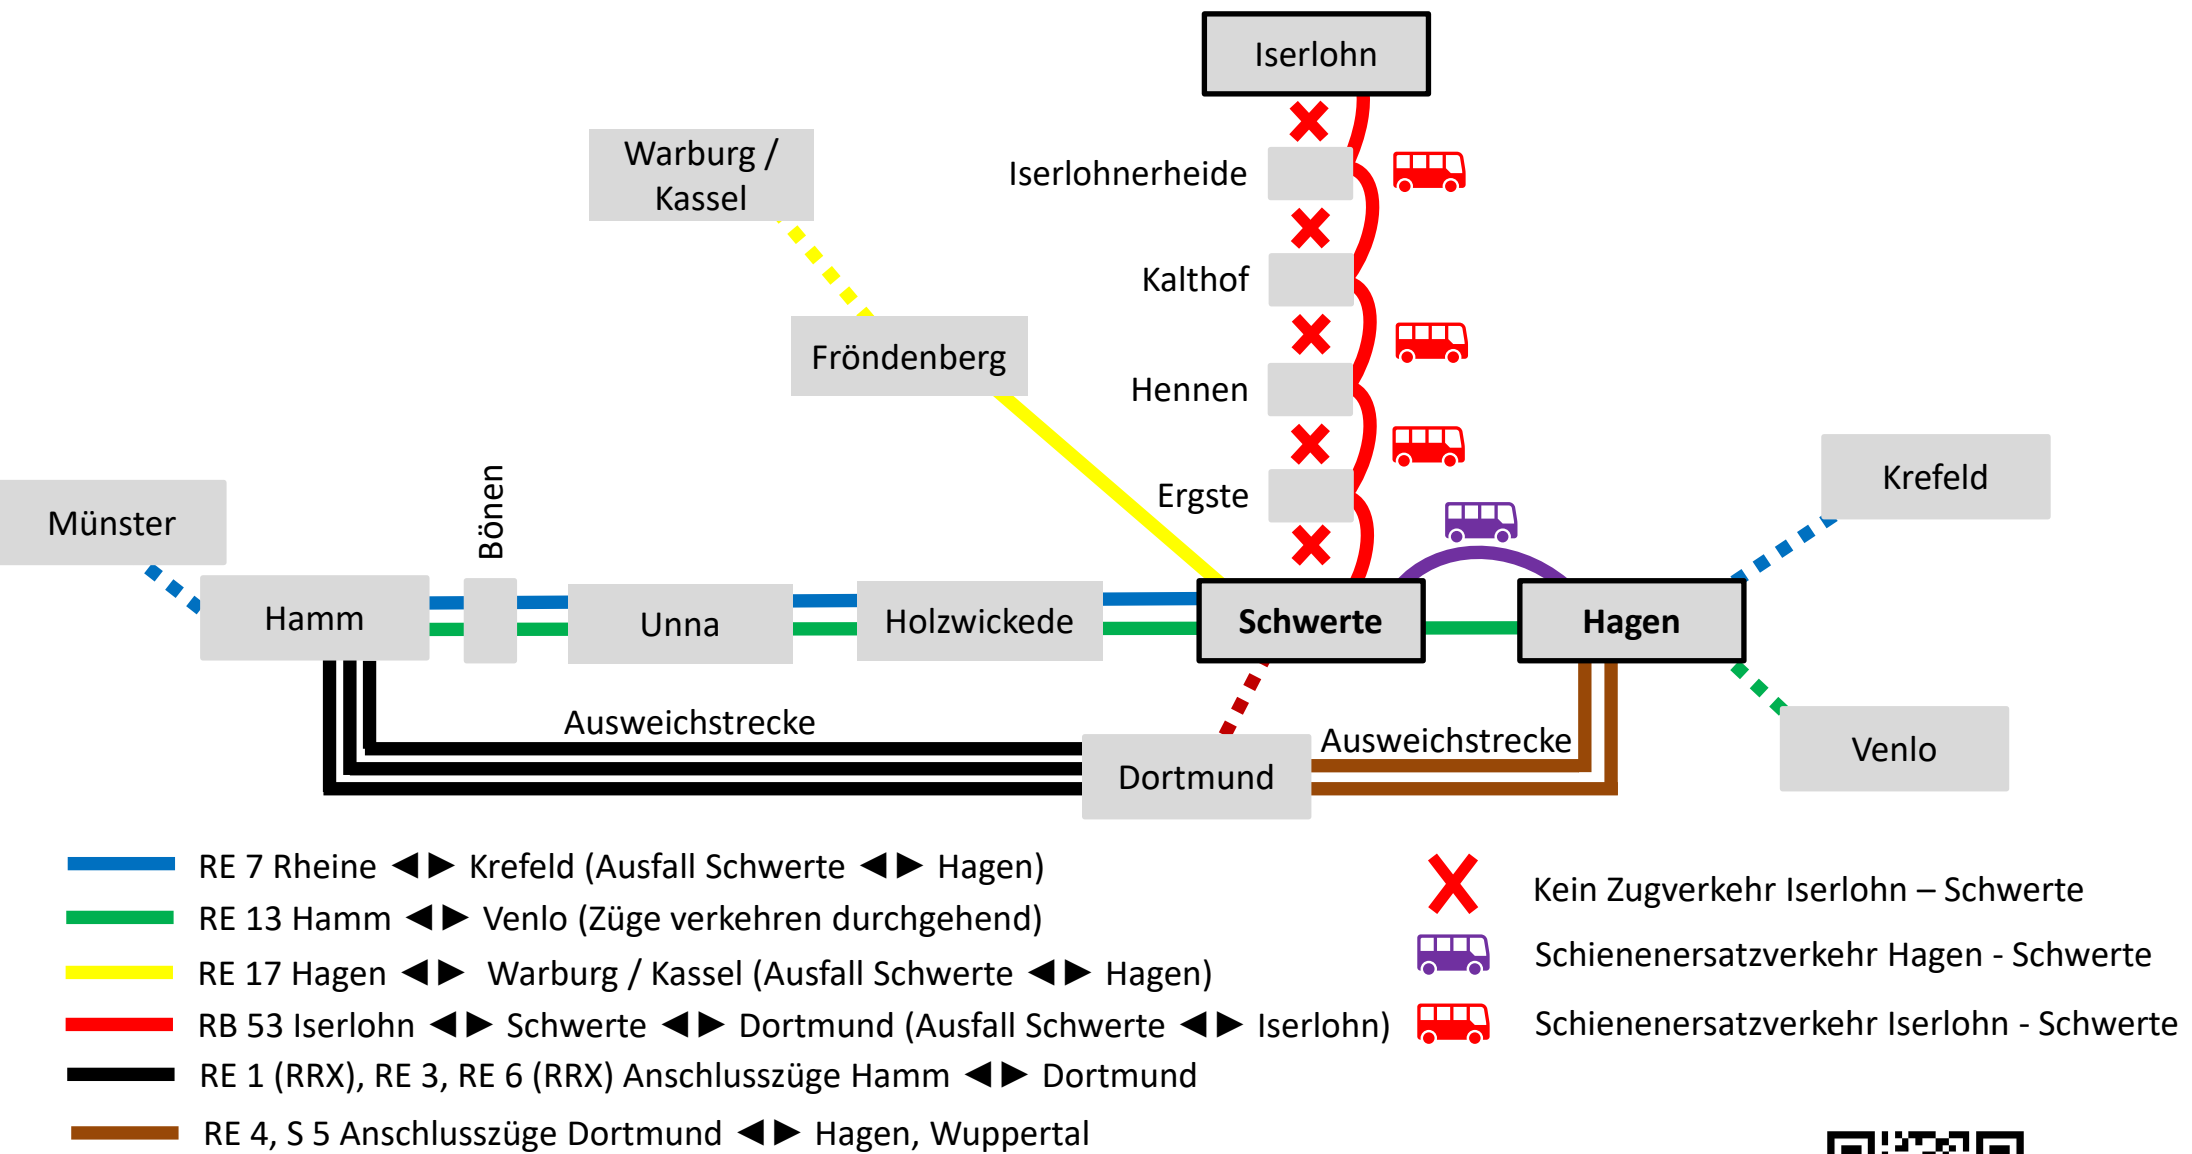 Iserlohn
Warburg /
Kassel
Iserlohnerheide
Kalthof
Fröndenberg
Hennen
Ergste
Krefeld
Münster
Bönen
Hamm
Unna
Holzwickede
Schwerte
Hagen
Ausweichstrecke
Ausweichstrecke
Dortmund
Venlo
RE 7 Rheine ◄► Krefeld (Ausfall Schwerte ◄► Hagen)
RE 13 Hamm ◄► Venlo (Züge verkehren durchgehend)
RE 17 Hagen ◄► Warburg / Kassel (Ausfall Schwerte ◄► Hagen)
RB 53 Iserlohn ◄► Schwerte ◄► Dortmund (Ausfall Schwerte ◄► Iserlohn)
RE 1 (RRX), RE 3, RE 6 (RRX) Anschlusszüge Hamm ◄► Dortmund
RE 4, S 5 Anschlusszüge Dortmund ◄► Hagen, Wuppertal
Kein Zugverkehr Iserlohn – Schwerte
Schienenersatzverkehr Hagen - Schwerte
Schienenersatzverkehr Iserlohn - Schwerte